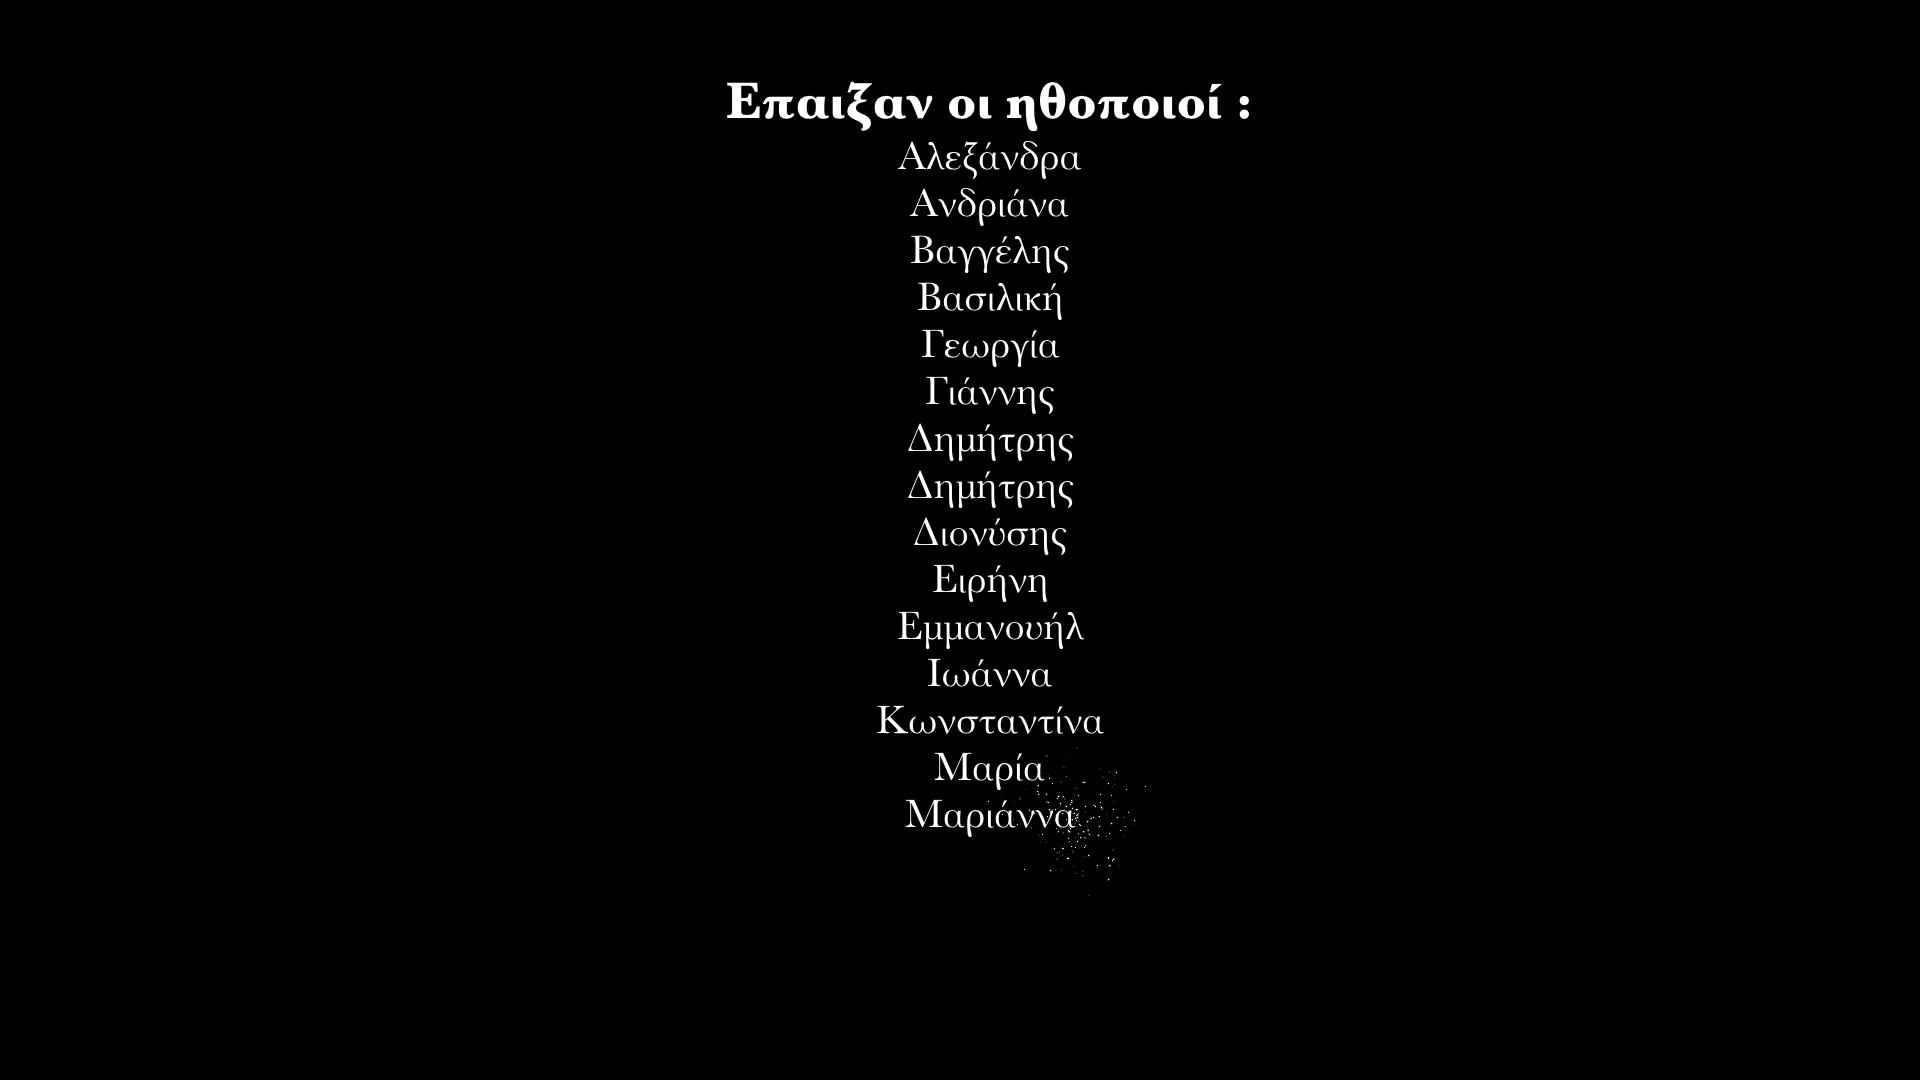 Επαιξαν οι ηθοποιοί :
Αλεξάνδρα
Ανδριάνα
Βαγγέλης
Βασιλική
Γεωργία
Γιάννης
Δημήτρης
Δημήτρης
Διονύσης
Ειρήνη
Εμμανουήλ
Ιωάννα
Κωνσταντίνα
Μαρία
Μαριάννα